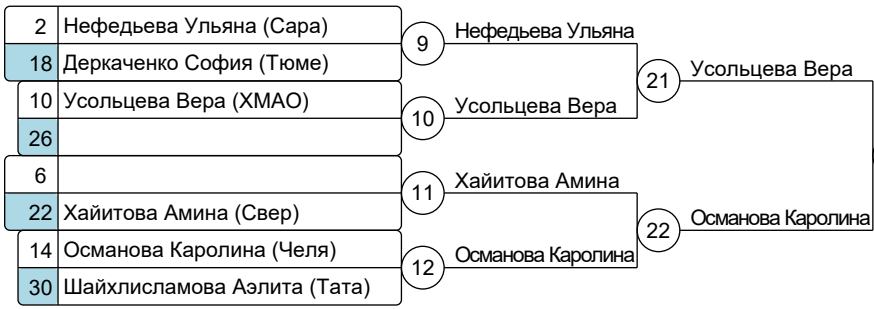 2 Нефедьева Ульяна (Сара)
18 Деркаченко София (Тюме)
10 Усольцева Вера (ХМАО)
26
6
22 Хайитова Амина (Свер)
14 Османова Каролина (Челя)
30 Шайхлисламова Аэлита (Тата)
9 Нефедьева Ульяна
10 Усольцева Вера
11 Хайитова Амина
12 Османова Каролина
21 Усольцева Вера
22 Османова Каролина